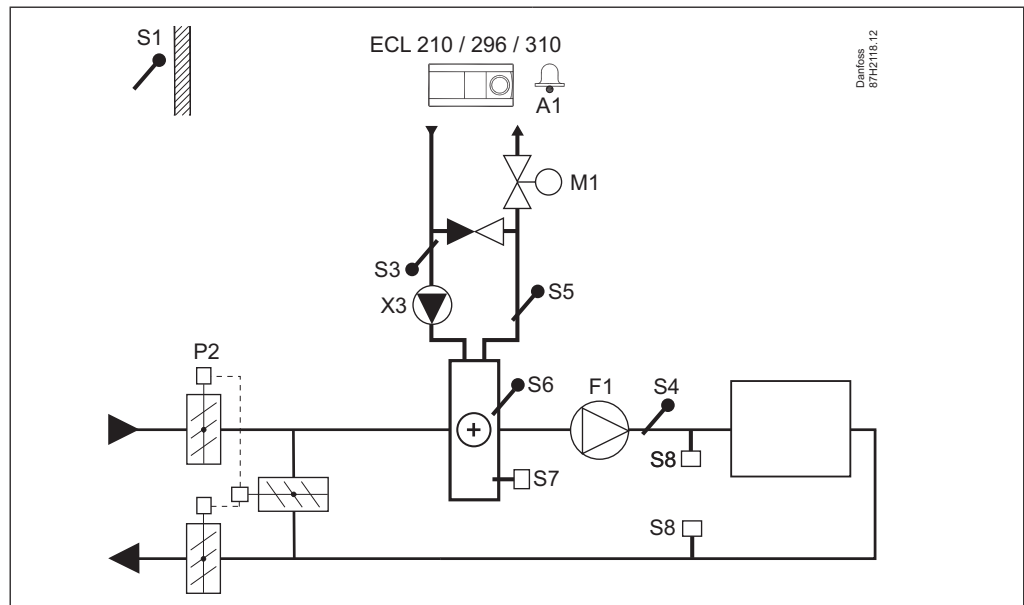 S1
ECL 210 / 296 / 310
Danfoss
87H2118.12
A1
M1
S3
S5
X3
P2
S6
F1
S4
S8
S7
S8